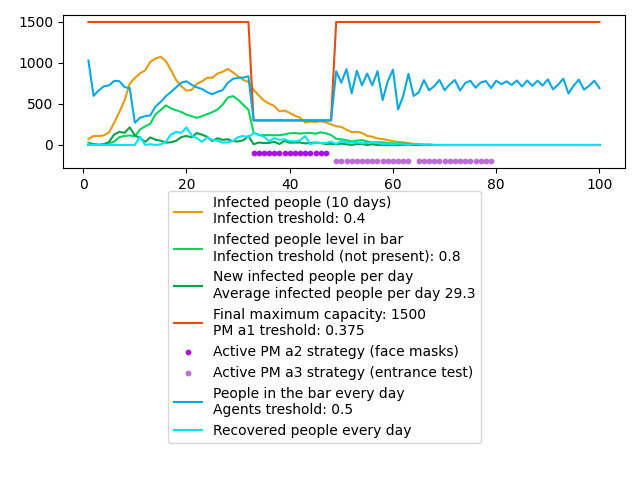 1500
1000
500
0
0 20 40 60 80 100
Infected people (10 days)
Infection treshold: 0.4
Infected people level in bar
Infection treshold (not present): 0.8
New infected people per day
Average infected people per day 29.3
Final maximum capacity: 1500
PM a1 treshold: 0.375
Active PM a2 strategy (face masks)
Active PM a3 strategy (entrance test)
People in the bar every day
Agents treshold: 0.5
Recovered people every day